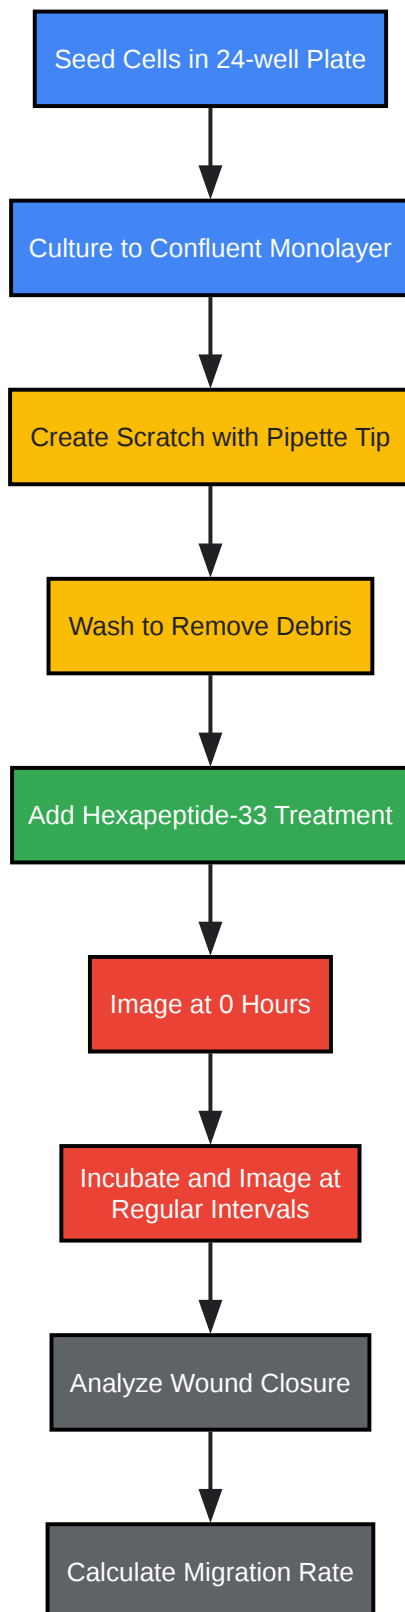 Seed Cells in 24-well Plate
Culture to Confluent Monolayer
Create Scratch with Pipette Tip
Wash to Remove Debris
Add Hexapeptide-33 Treatment
Image at 0 Hours
Incubate and Image at
Regular Intervals
Analyze Wound Closure
Calculate Migration Rate